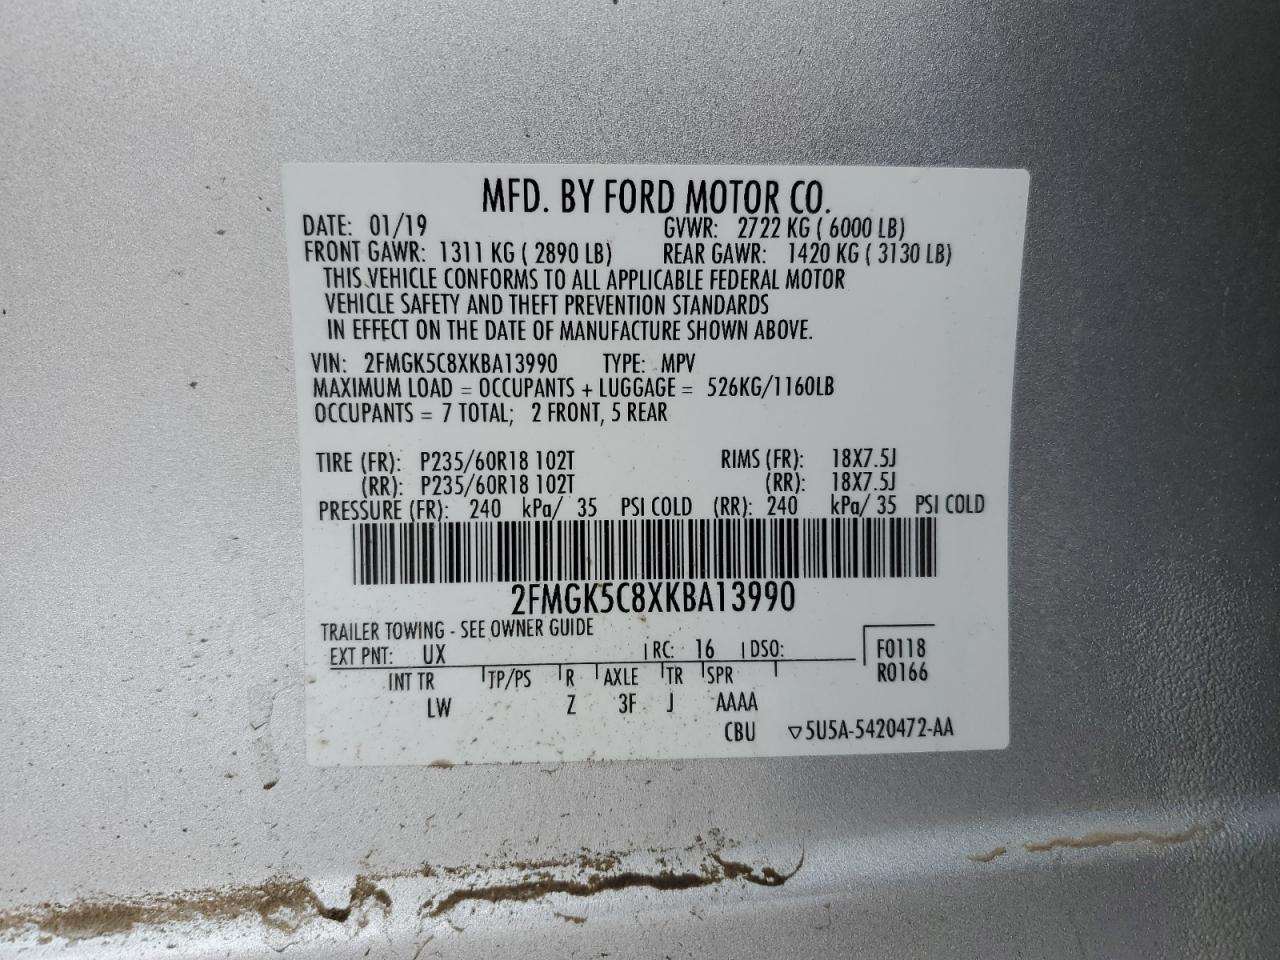 MFD. BY FORD MOTOR CO.
DATE: 01/19 GVWR: 2722 KG ( 6000 LB)
FRONT GAWR: 1311 KG ( 2890 LB) REAR GAWR: 1420 KG ( 3130 LB)
THIS VEHICLE CONFORMS TO ALL APPLICABLE FEDERAL MOTOR
VEHICLE SAFETY AND THEFT PREVENTION STANDARDS
IN EFFECT ON THE DATE OF MANUFACTURE SHOWN ABOVE.
VIN: 2FMGK5C8XKBA13990 TYPE: MPV
MAXIMUM LOAD = OCCUPANTS + LUGGAGE = 526KG/1160LB
OCCUPANTS = 7 TOTAL; 2 FRONT, 5 REAR
TIRE (FR): P235/60R18 102T RIMS (FR): 18X7.5J
(RR): P235/60R18 102T (RR): 18X7.5J
PRESSURE (FR): 240 kPa/ 35 PSI COLD (RR): 240 kPa/ 35 PSI COLD
2FMGK5C8XKBA13990
TRAILER TOWING - SEE OWNER GUIDE
EXT PNT: UX RC: 16 DSO: F0118
R0166
INT TR TP/PS R AXLE TR SPR
LW Z 3F J AAAA
CBU ▽5U5A-5420472-AA